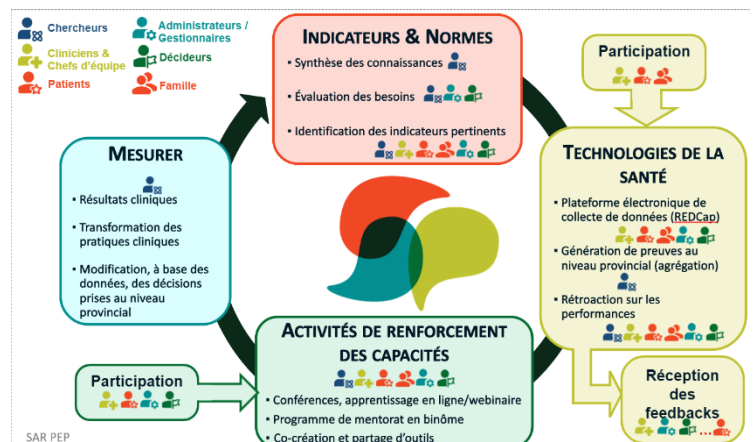 Chercheurs
Administrateurs /
Gestionnaires
Cliniciens &
Chefs d'équipe
Décideurs
Patients
Famille
INDICATEURS & NORMES
▪ Synthèse des connaissances
▪ Évaluation des besoins
▪ Identification des indicateurs pertinents
Participation
MESURER
▪ Résultats cliniques
▪ Transformation des
pratiques cliniques
▪ Modification, à base des
données, des décisions
prises au niveau
provincial
TECHNOLOGIES DE LA
SANTÉ
▪ Plateforme électronique de
collecte de données (REDCap)
▪ Génération de preuves au
niveau provincial (agrégation)
▪ Rétroaction sur les
performances
ACTIVITÉS DE RENFORCEMENT
DES CAPACITÉS
▪ Conférences, apprentissage en ligne/webinaire
▪ Programme de mentorat en binôme
▪ Co-création et partage d'outils
Participation
Réception
des
feedbacks
...
SAR PEP